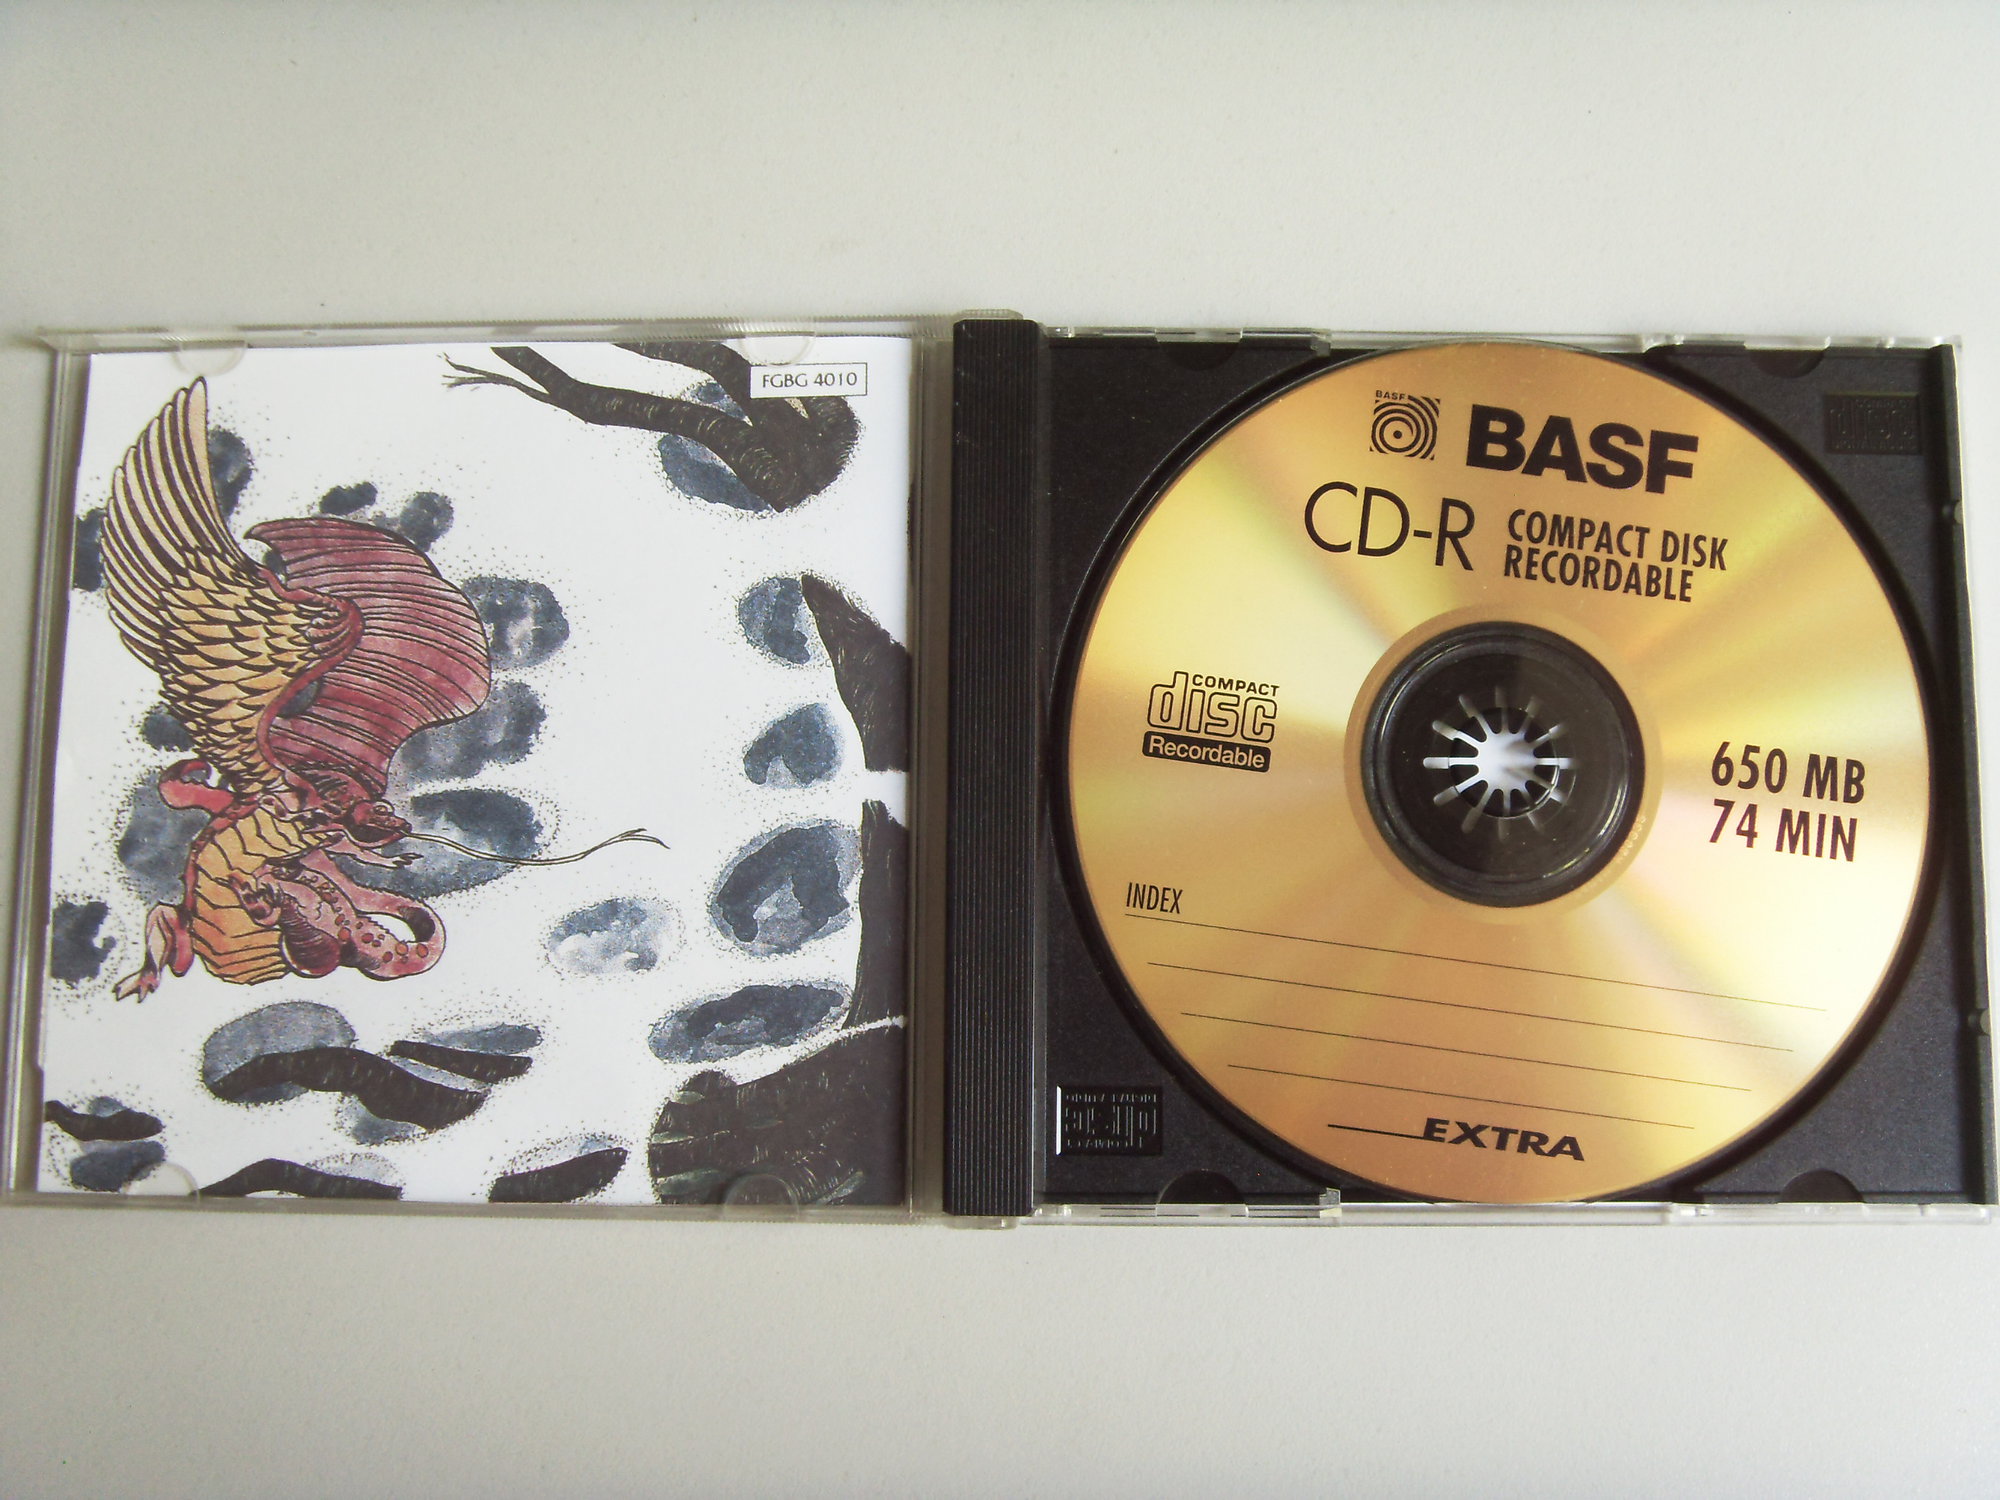 FGBG 4010
BASF
BASF
CD-R COMPACT DISK
RECORDABLE
COMPACT
disc
Recordable
650 MB
74 MIN
INDEX
EXTRA